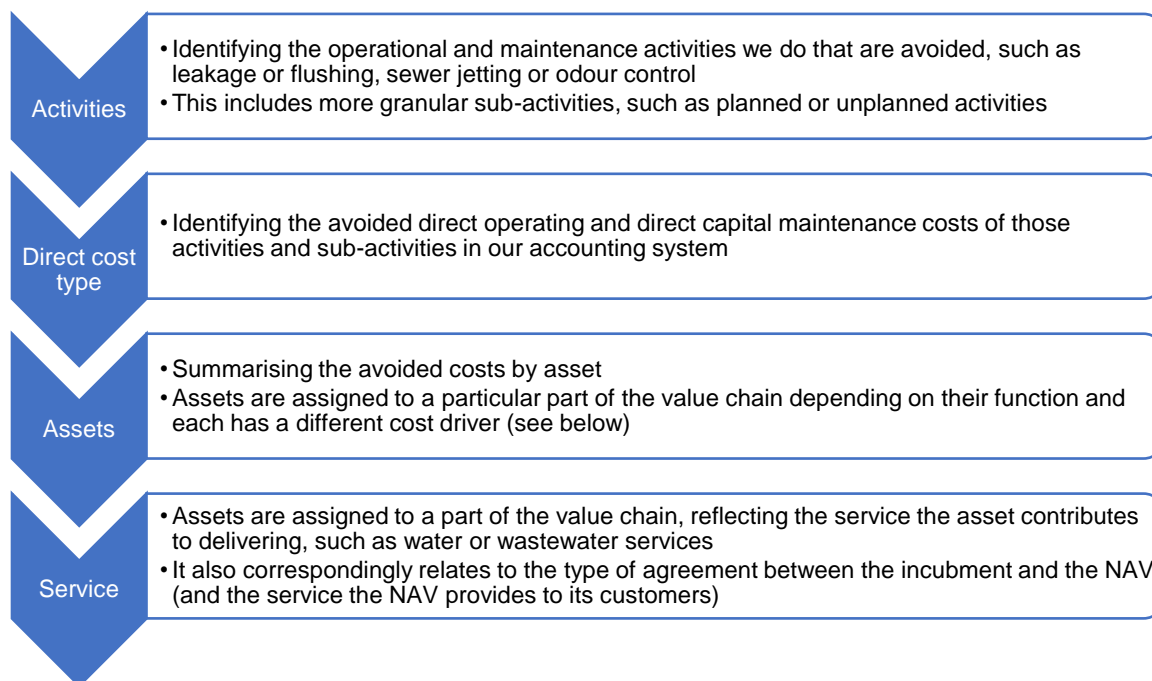 Activities
• Identifying the operational and maintenance activities we do that are avoided, such as
leakage or flushing, sewer jetting or odour control
• This includes more granular sub-activities, such as planned or unplanned activities
Direct cost
type
• Identifying the avoided direct operating and direct capital maintenance costs of those
activities and sub-activities in our accounting system
Assets
• Summarising the avoided costs by asset
• Assets are assigned to a particular part of the value chain depending on their function and
each has a different cost driver (see below)
Service
• Assets are assigned to a part of the value chain, reflecting the service the asset contributes
to delivering, such as water or wastewater services
• It also correspondingly relates to the type of agreement between the incubment and the NAV
(and the service the NAV provides to its customers)